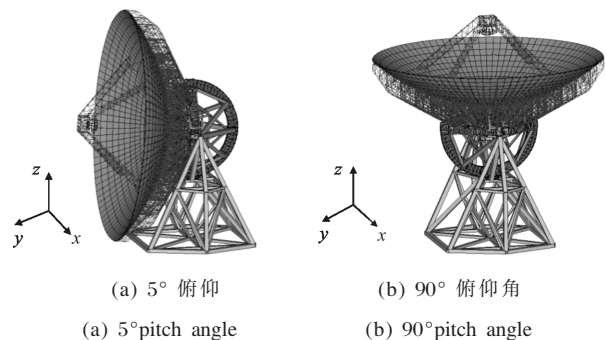 z
y
x
z
y
x
(a) 5° 俯仰
(b) 90° 俯仰角
(a) 5°pitch angle
(b) 90°pitch angle